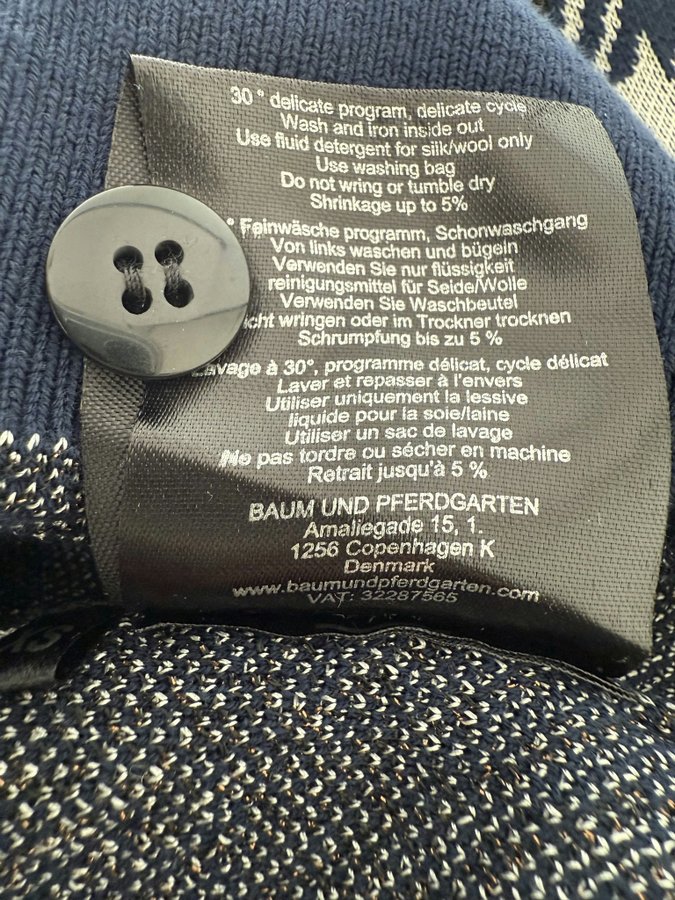 30° delicate program, delicate cycle
Wash and iron inside out
Use fluid detergent for silk/wool only
Use washing bag
Do not wring or tumble dry
Shrinkage up to 5%
° Feinwäsche programm, Schonwaschgang
Von links waschen und bügeln
Verwenden Sie nur flüssigkeit
reinigungsmittel für Seide/Wolle
Verwenden Sie Waschbeutel
icht wringen oder im Trockner trocknen
Schrumpfung bis zu 5 %
Lavage à 30°, programme délicat, cycle délicat
Laver et repasser à l'envers
Utiliser uniquement la lessive
liquide pour la soie/laine
Utiliser un sac de lavage
Ne pas tordre ou sécher en machine
Retrait jusqu'à 5 %
BAUM UND PFERDGARTEN
Amaliegade 15, 1.
1256 Copenhagen K
Denmark
www.baumundpferdgarten.com
VAT: 32287565